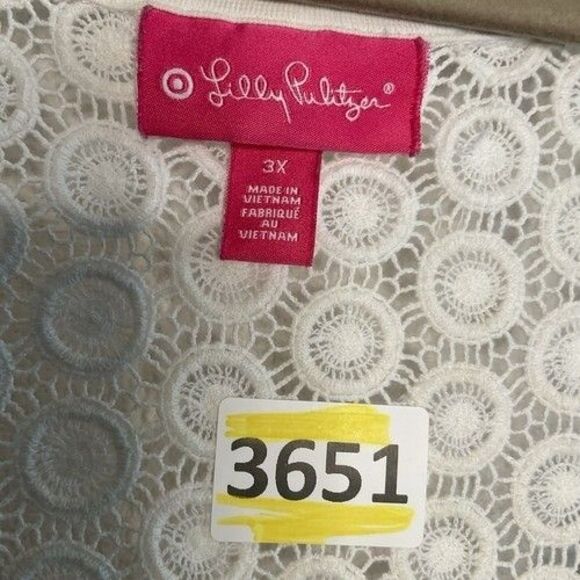 Lilly Pulitzer®
3X
MADE IN
VIETNAM
FABRIQUÉ
AU
VIETNAM
3651